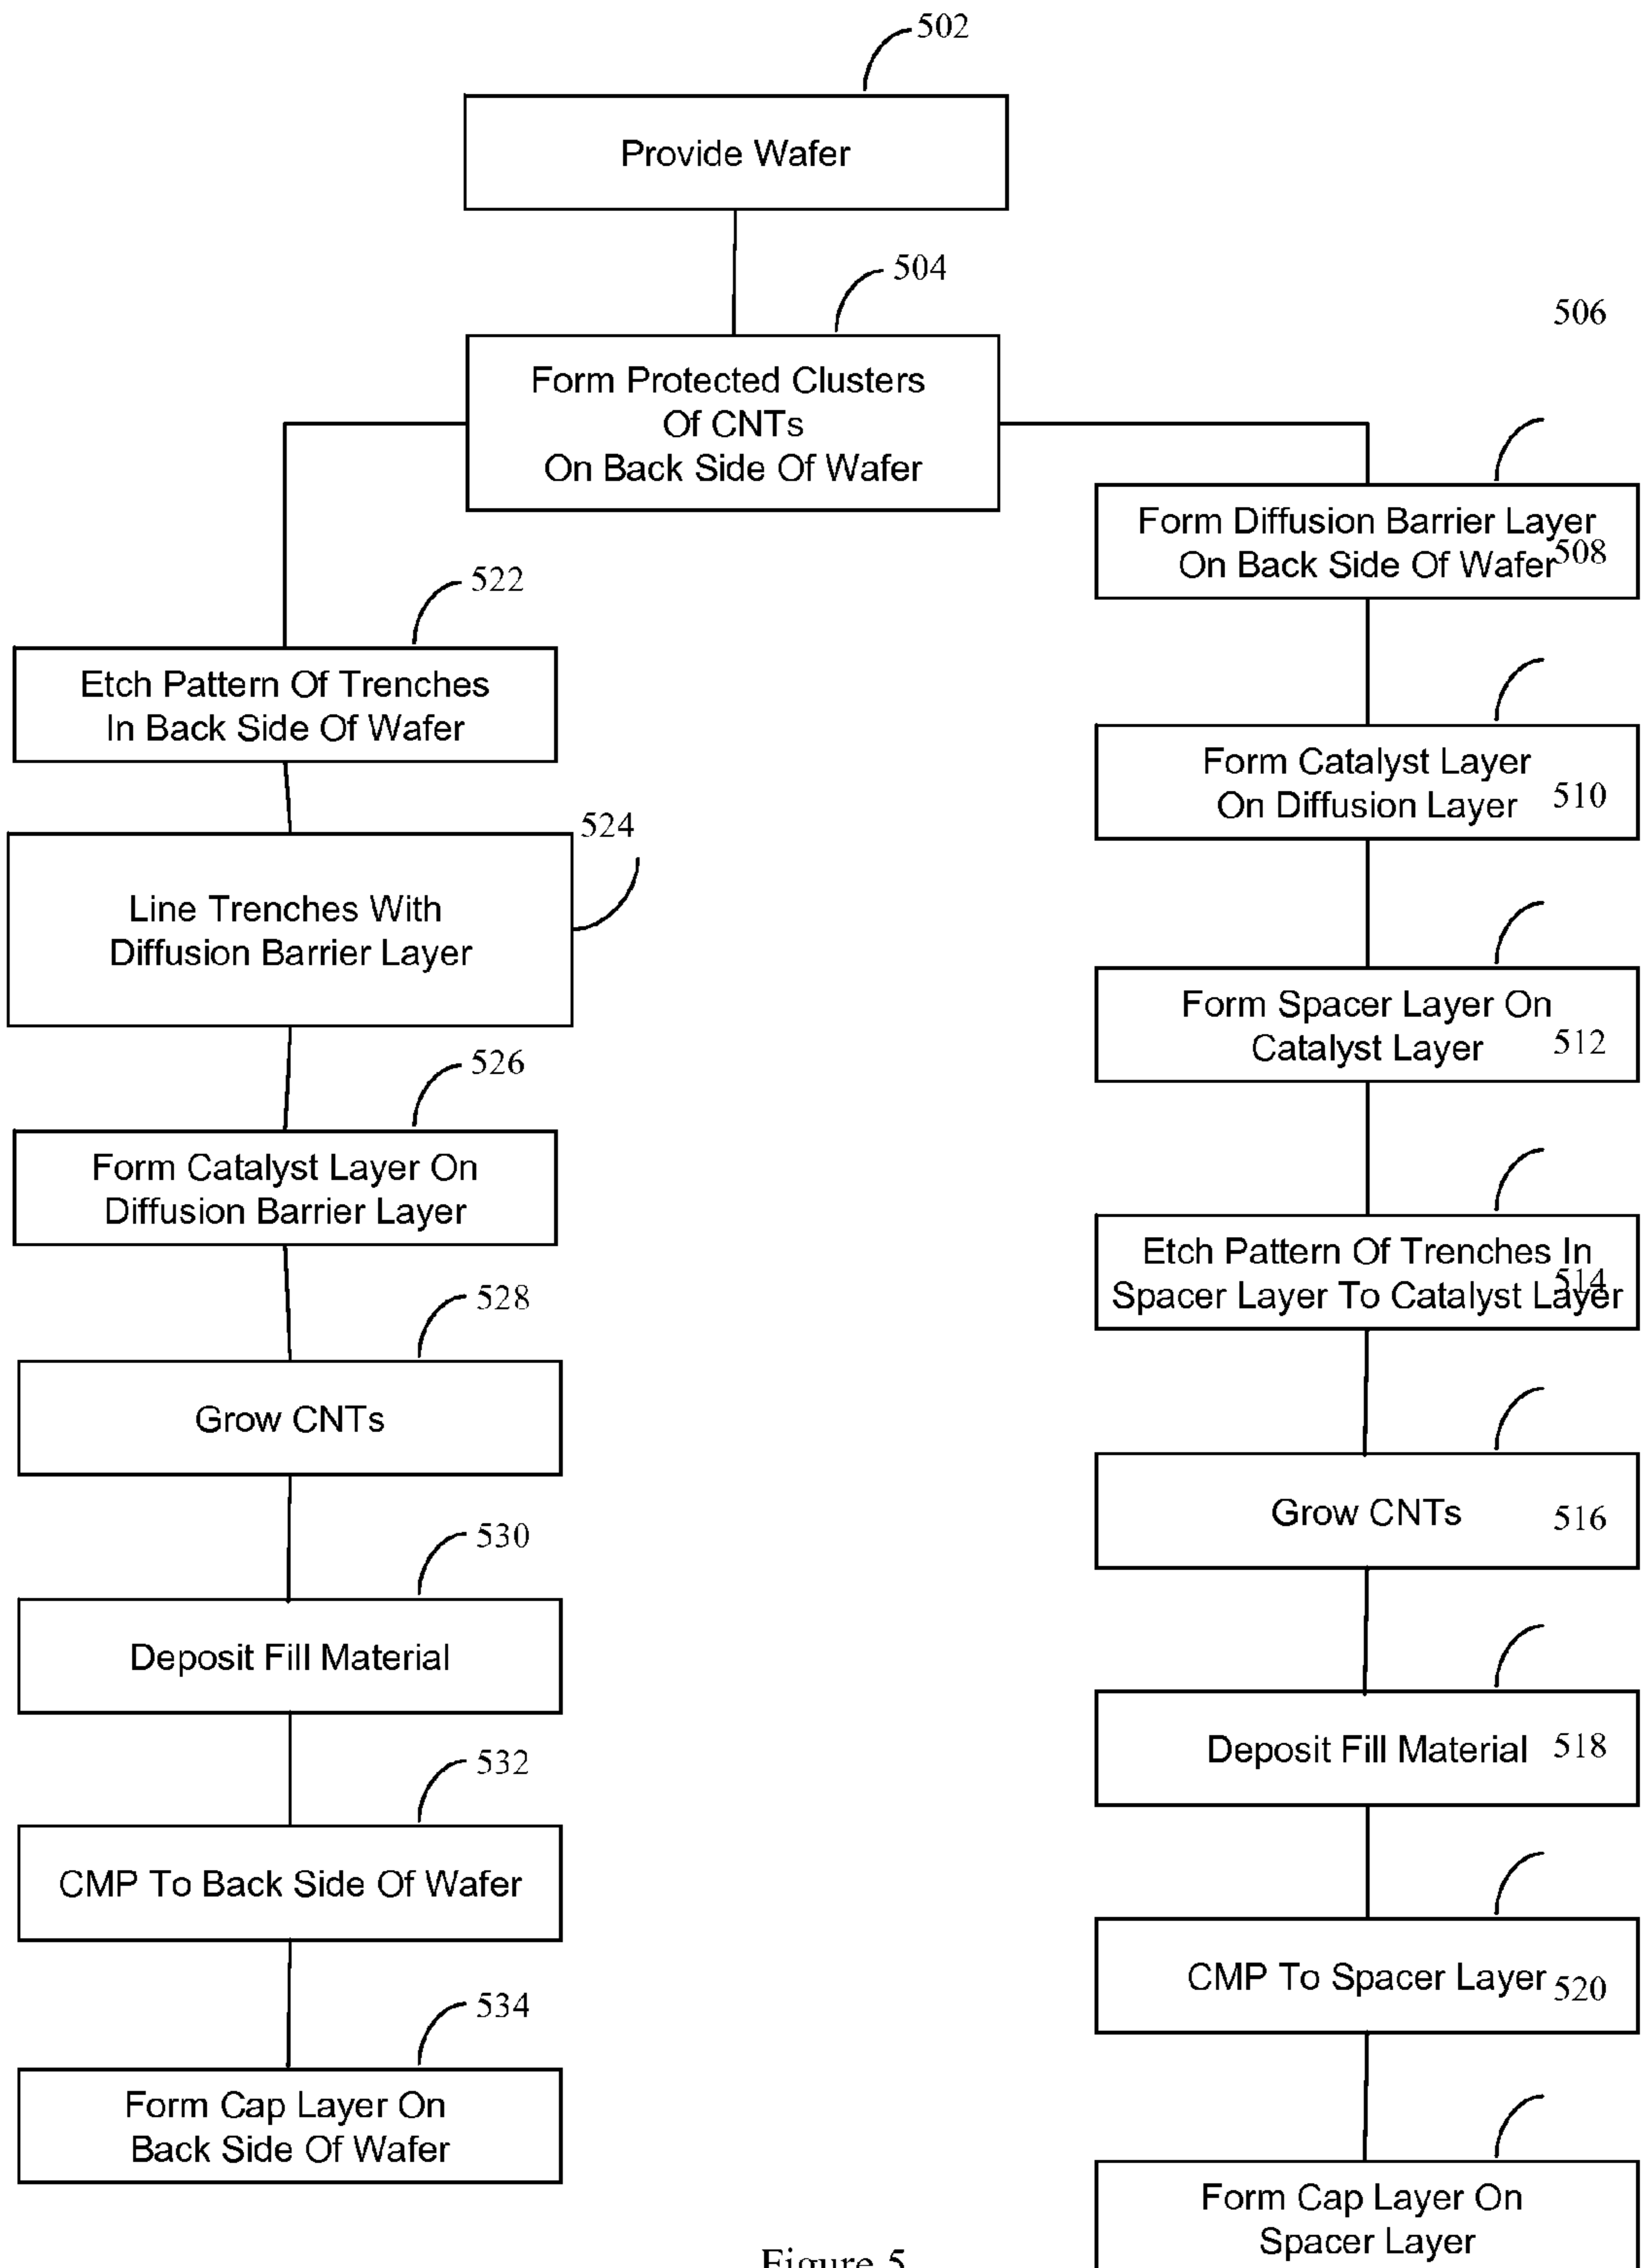 502
Provide Wafer
504
Form Protected Clusters
Of CNTs
On Back Side Of Wafer
522
Etch Pattern Of Trenches
In Back Side Of Wafer
524
Line Trenches With
Diffusion Barrier Layer
526
Form Catalyst Layer On
Diffusion Barrier Layer
528
Grow CNTs
530
Deposit Fill Material
532
CMP To Back Side Of Wafer
534
Form Cap Layer On
Back Side Of Wafer
506
Form Diffusion Barrier Layer
On Back Side Of Wafer
508
Form Catalyst Layer
On Diffusion Layer
510
Form Spacer Layer On
Catalyst Layer
512
Etch Pattern Of Trenches In
Spacer Layer To Catalyst Layer
514
Grow CNTs
516
Deposit Fill Material
518
CMP To Spacer Layer
520
Form Cap Layer On
Spacer Layer
Figure 5